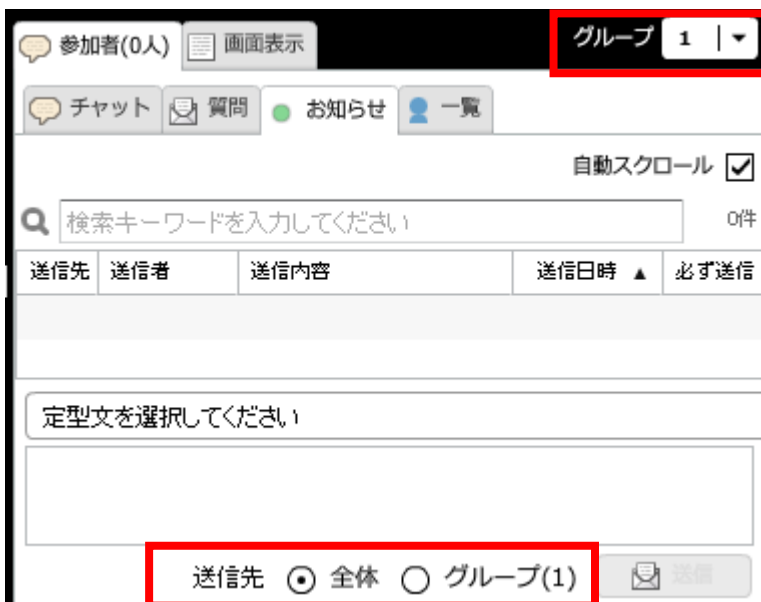 参加者(0人) 画面表示 グループ 1
チャット 質問 お知らせ 一覧
自動スクロール
検索キーワードを入力してください 0件
送信先 送信者 送信内容 送信日時 ▲ 必ず送信
定型文を選択してください
送信先 全体 グループ(1) 送信